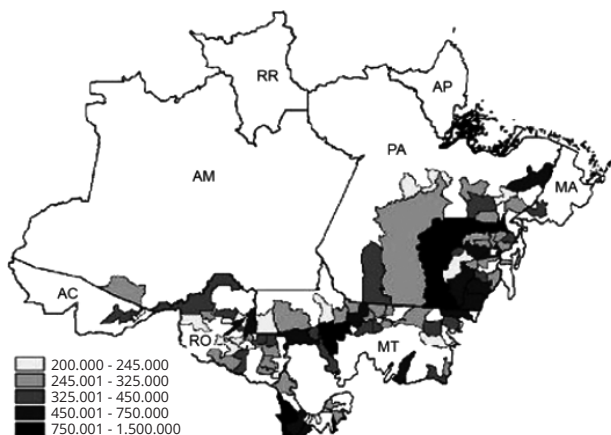 RR
AP
AM
PA
MA
AC
RO
MT
200.000 - 245.000
245.001 - 325.000
325.001 - 450.000
450.001 - 750.000
750.001 - 1.500.000